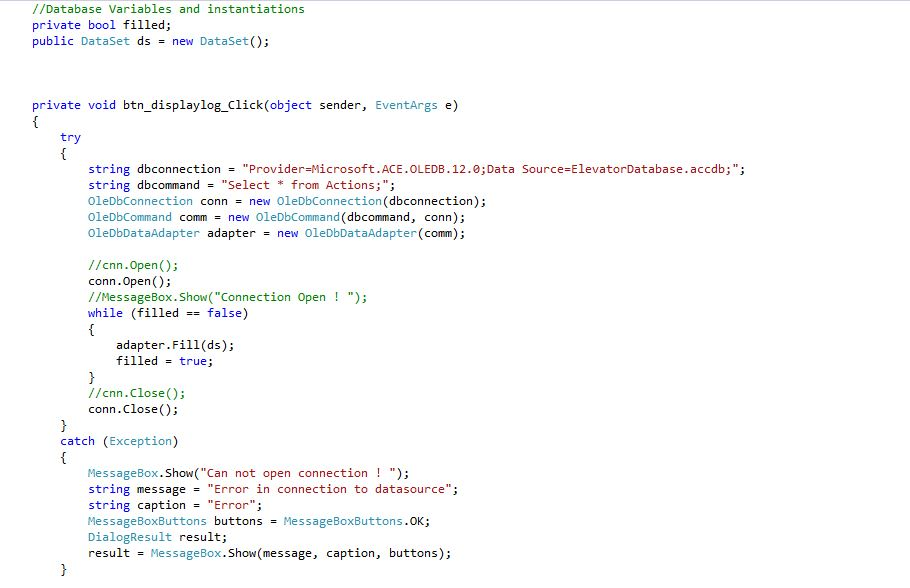 //Database Variables and instantiations
private bool filled;
public DataSet ds = new DataSet();
private void btn_displaylog_Click(object sender, EventArgs e)
{
try
{
string dbconnection = "Provider=Microsoft.ACE.OLEDB.12.0;Data Source=ElevatorDatabase.accdb;";
string dbcommand = "Select * from Actions;";
OleDbConnection conn = new OleDbConnection(dbconnection);
OleDbCommand comm = new OleDbCommand(dbcommand, conn);
OleDbDataAdapter adapter = new OleDbDataAdapter(comm);
//cnn.Open();
conn.Open();
//MessageBox.Show("Connection Open ! ");
while (filled == false)
{
adapter.Fill(ds);
filled = true;
}
//cnn.Close();
conn.Close();
}
catch (Exception)
{
MessageBox.Show("Can not open connection ! ");
string message = "Error in connection to datasource";
string caption = "Error";
MessageBoxButtons buttons = MessageBoxButtons.OK;
DialogResult result;
result = MessageBox.Show(message, caption, buttons);
}